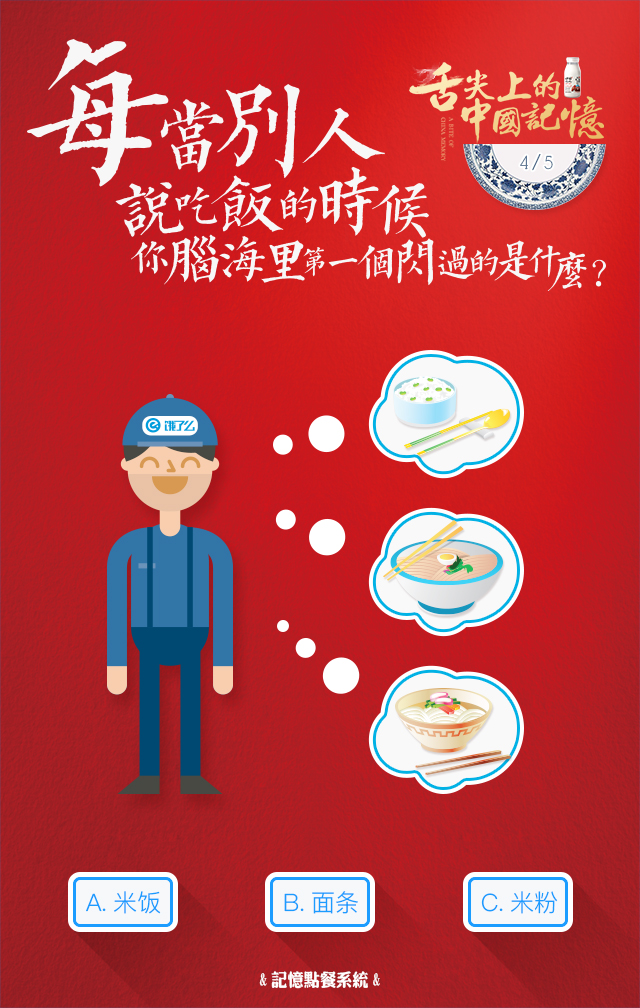 每當別人
說吃飯的時候
你腦海里第一個閃過的是什麼？
舌尖上的
中國記憶
A BITE OF
CHINA MEMORY
4/5
饿了么
A. 米饭
B. 面条
C. 米粉
& 記憶點餐系統 &